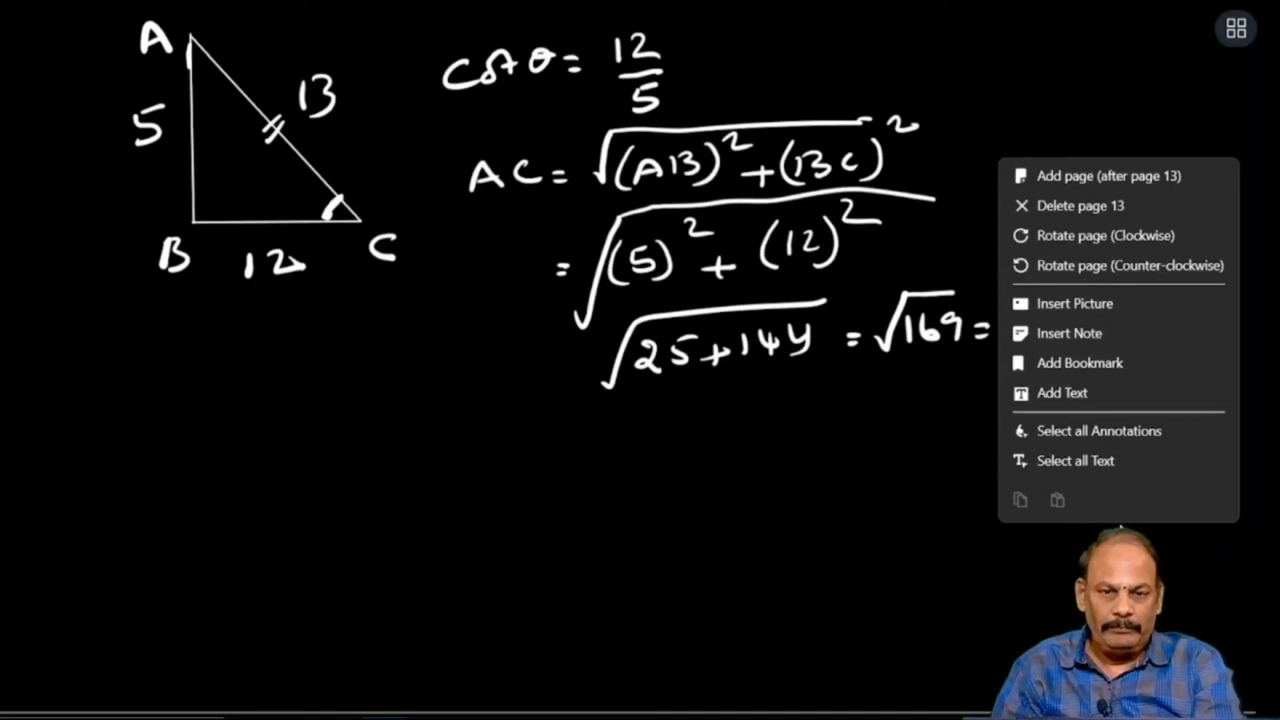 A
5
13
B
12
C
Cot θ = 12/5
AC = √(AB)² + (BC)²
= √(5)² + (12)²
√25+144 = √169 =
Add page (after page 13)
Delete page 13
Rotate page (Clockwise)
Rotate page (Counter-clockwise)
Insert Picture
Insert Note
Add Bookmark
Add Text
Select all Annotations
Select all Text